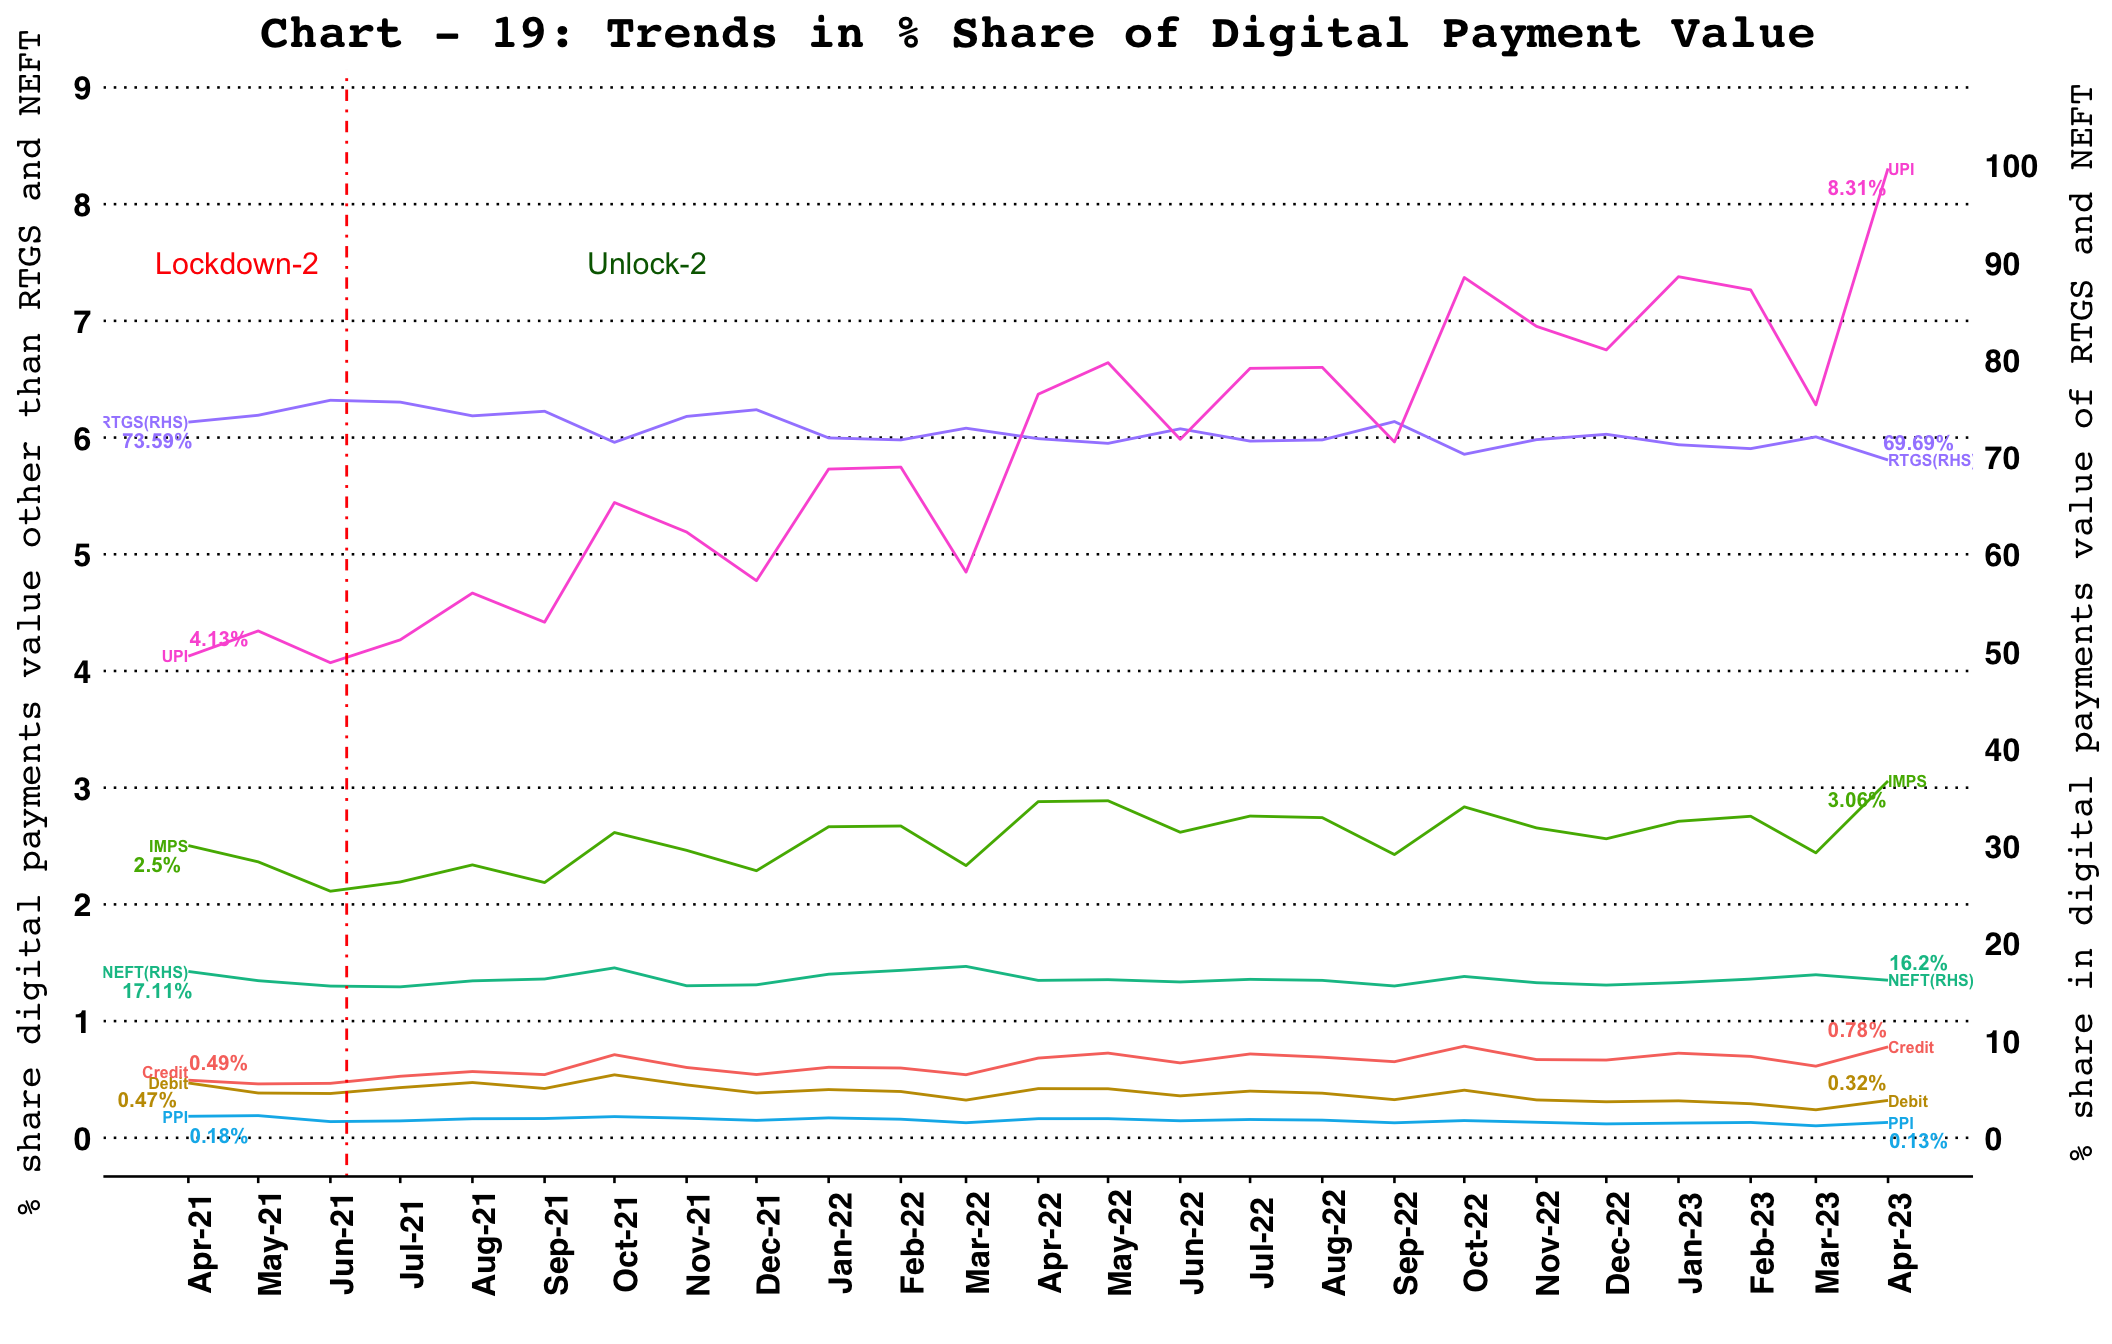 Chart - 19: Trends in % Share of Digital Payment Value
% share digital payments value other than RTGS and NEFT
9
8
7
6
5
4
3
2
1
0
Lockdown-2
Unlock-2
RTGS(RHS)
73.59%
4.13%
UPI
IMPS
2.5%
NEFT(RHS)
17.11%
0.49%
Credit
Debit
0.47%
PPI
0.18%
UPI
8.31%
69.69%
RTGS(RHS)
IMPS
3.06%
16.2%
NEFT(RHS)
0.78%
Credit
0.32%
Debit
PPI
0.13%
100
90
80
70
60
50
40
30
20
10
0
% share in digital payments value of RTGS and NEFT
Apr-21
May-21
Jun-21
Jul-21
Aug-21
Sep-21
Oct-21
Nov-21
Dec-21
Jan-22
Feb-22
Mar-22
Apr-22
May-22
Jun-22
Jul-22
Aug-22
Sep-22
Oct-22
Nov-22
Dec-22
Jan-23
Feb-23
Mar-23
Apr-23